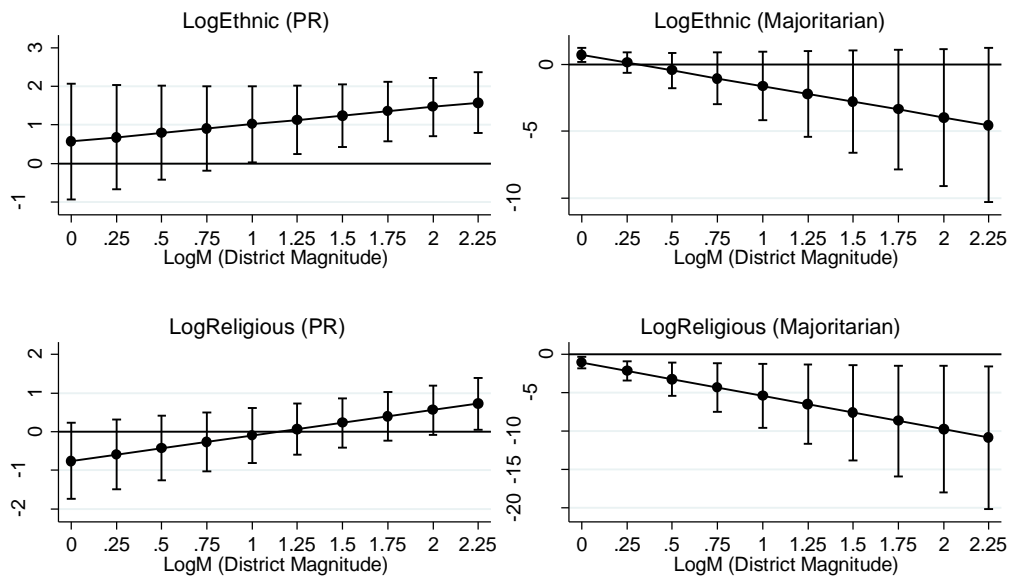 LogEthnic (PR)
3
2
1
0
-1
0 .25 .5 .75 1 1.25 1.5 1.75 2 2.25
LogM (District Magnitude)
LogEthnic (Majoritarian)
0
-5
-10
0 .25 .5 .75 1 1.25 1.5 1.75 2 2.25
LogM (District Magnitude)
LogReligious (PR)
2
1
0
-1
-2
0 .25 .5 .75 1 1.25 1.5 1.75 2 2.25
LogM (District Magnitude)
LogReligious (Majoritarian)
0
-5
-10
-15
-20
0 .25 .5 .75 1 1.25 1.5 1.75 2 2.25
LogM (District Magnitude)